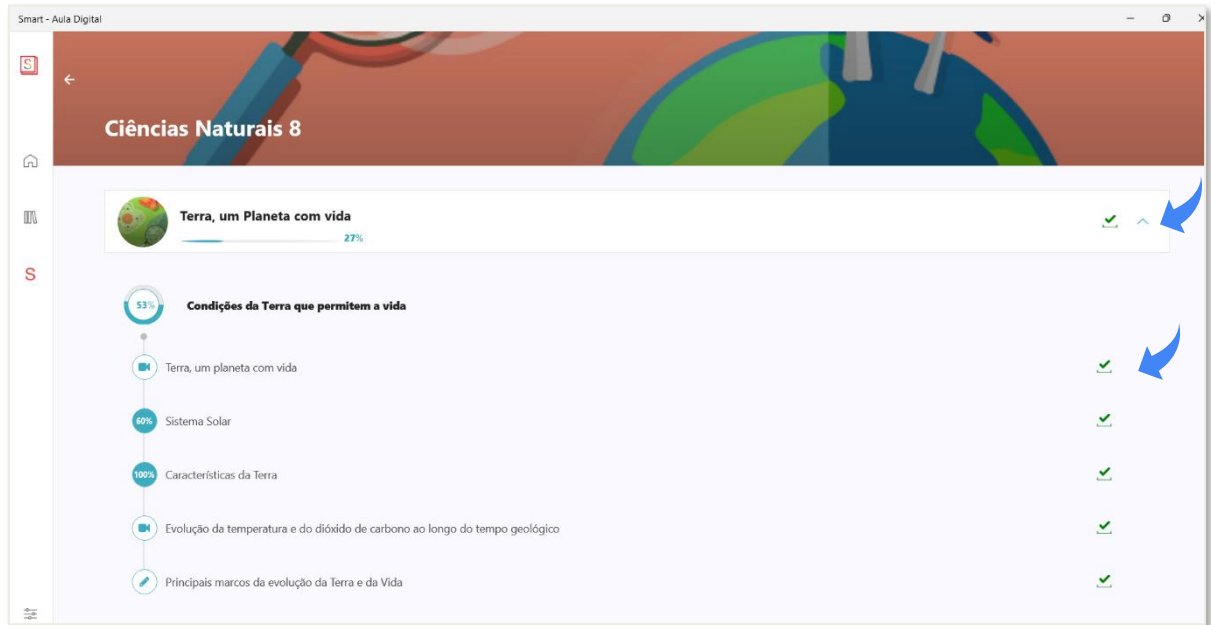 Smart - Aula Digital
S
Ciências Naturais 8
Terra, um Planeta com vida
27%
S
53%
Condições da Terra que permitem a vida
Terra, um planeta com vida
60%
Sistema Solar
100%
Características da Terra
Evolução da temperatura e do dióxido de carbono ao longo do tempo geológico
Principais marcos da evolução da Terra e da Vida